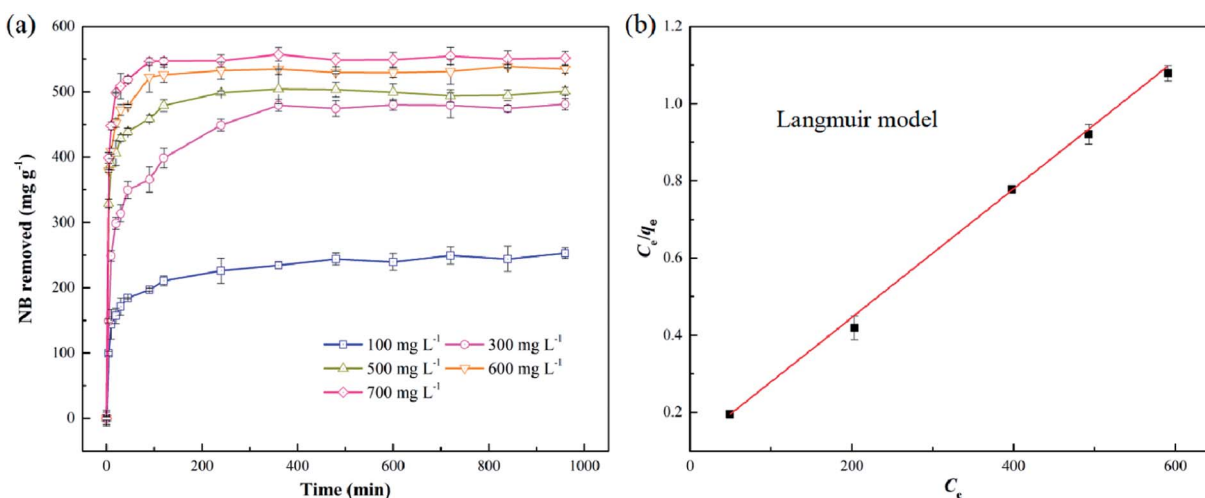 (a)
600
500
400
300
200
100
0
NB removed (mg g⁻¹)
100 mg L⁻¹ 300 mg L⁻¹
500 mg L⁻¹ 600 mg L⁻¹
700 mg L⁻¹
0 200 400 600 800 1000
Time (min)
(b)
1.2
1.0
0.8
0.6
0.4
0.2
Cₑ/qₑ
Langmuir model
0 200 400 600
Cₑ